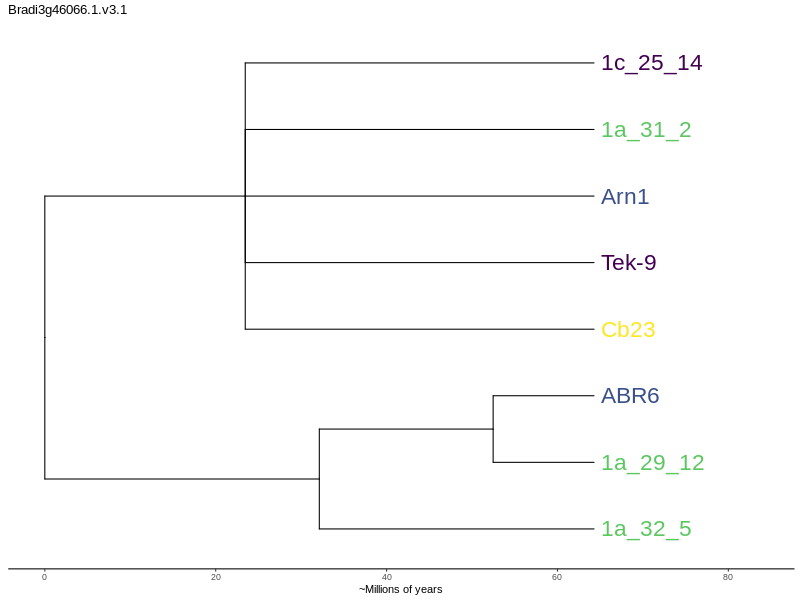 Bradi3g46066.1.v3.1
1c_25_14
1a_31_2
Arn1
Tek-9
Cb23
ABR6
1a_29_12
1a_32_5
0 20 40 60 80
~Millions of years